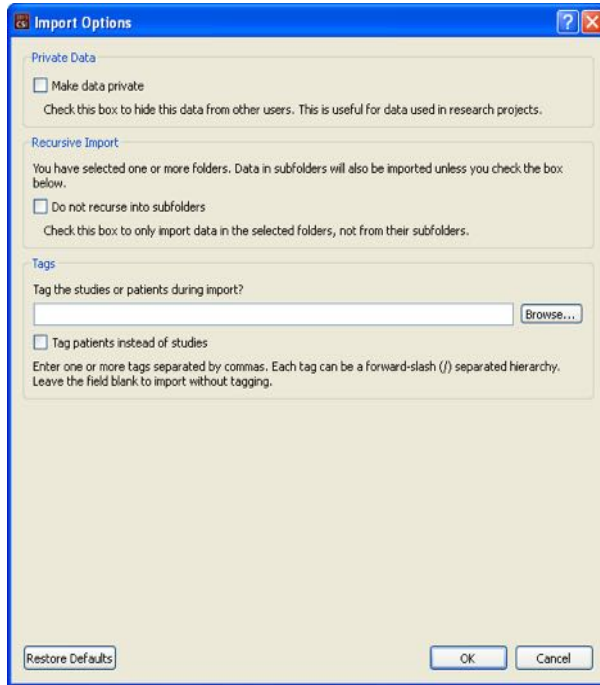 Import Options
Private Data
Make data private
Check this box to hide this data from other users. This is useful for data used in research projects.
Recursive Import
You have selected one or more folders. Data in subfolders will also be imported unless you check the box
below.
Do not recurse into subfolders
Check this box to only import data in the selected folders, not from their subfolders.
Tags
Tag the studies or patients during import?
Browse...
Tag patients instead of studies
Enter one or more tags separated by commas. Each tag can be a forward-slash (/) separated hierarchy.
Leave the field blank to import without tagging.
Restore Defaults
OK
Cancel